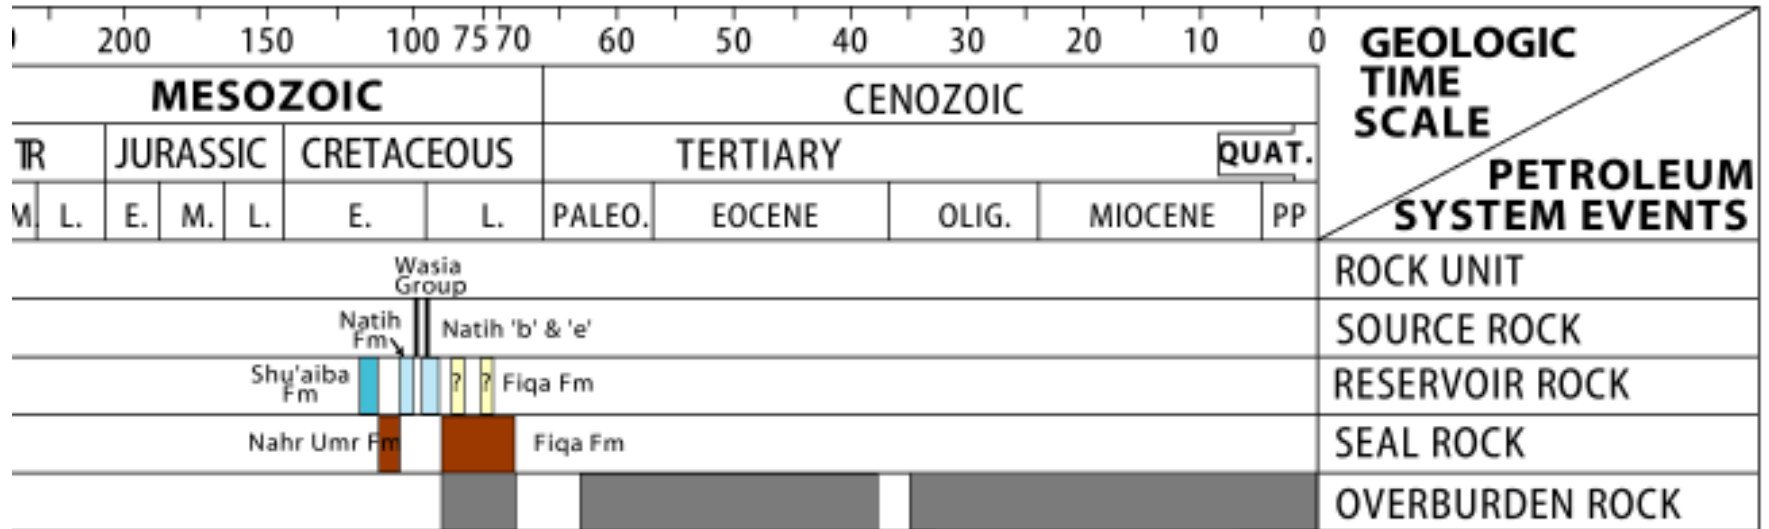 200 150 100 75 70 60 50 40 30 20 10 0
GEOLOGIC
TIME
SCALE
PETROLEUM
SYSTEM EVENTS
MESOZOIC CENOZOIC
TR JURASSIC CRETACEOUS TERTIARY QUAT.
M. L. E. M. L. E. L. PALEO. EOCENE OLIG. MIOCENE PP
Wasia
Group
ROCK UNIT
Natih
Fm
Natih 'b' & 'e'
SOURCE ROCK
Shu'aiba
Fm
? ? Fiqa Fm
RESERVOIR ROCK
Nahr Umr Fm Fiqa Fm
SEAL ROCK
OVERBURDEN ROCK